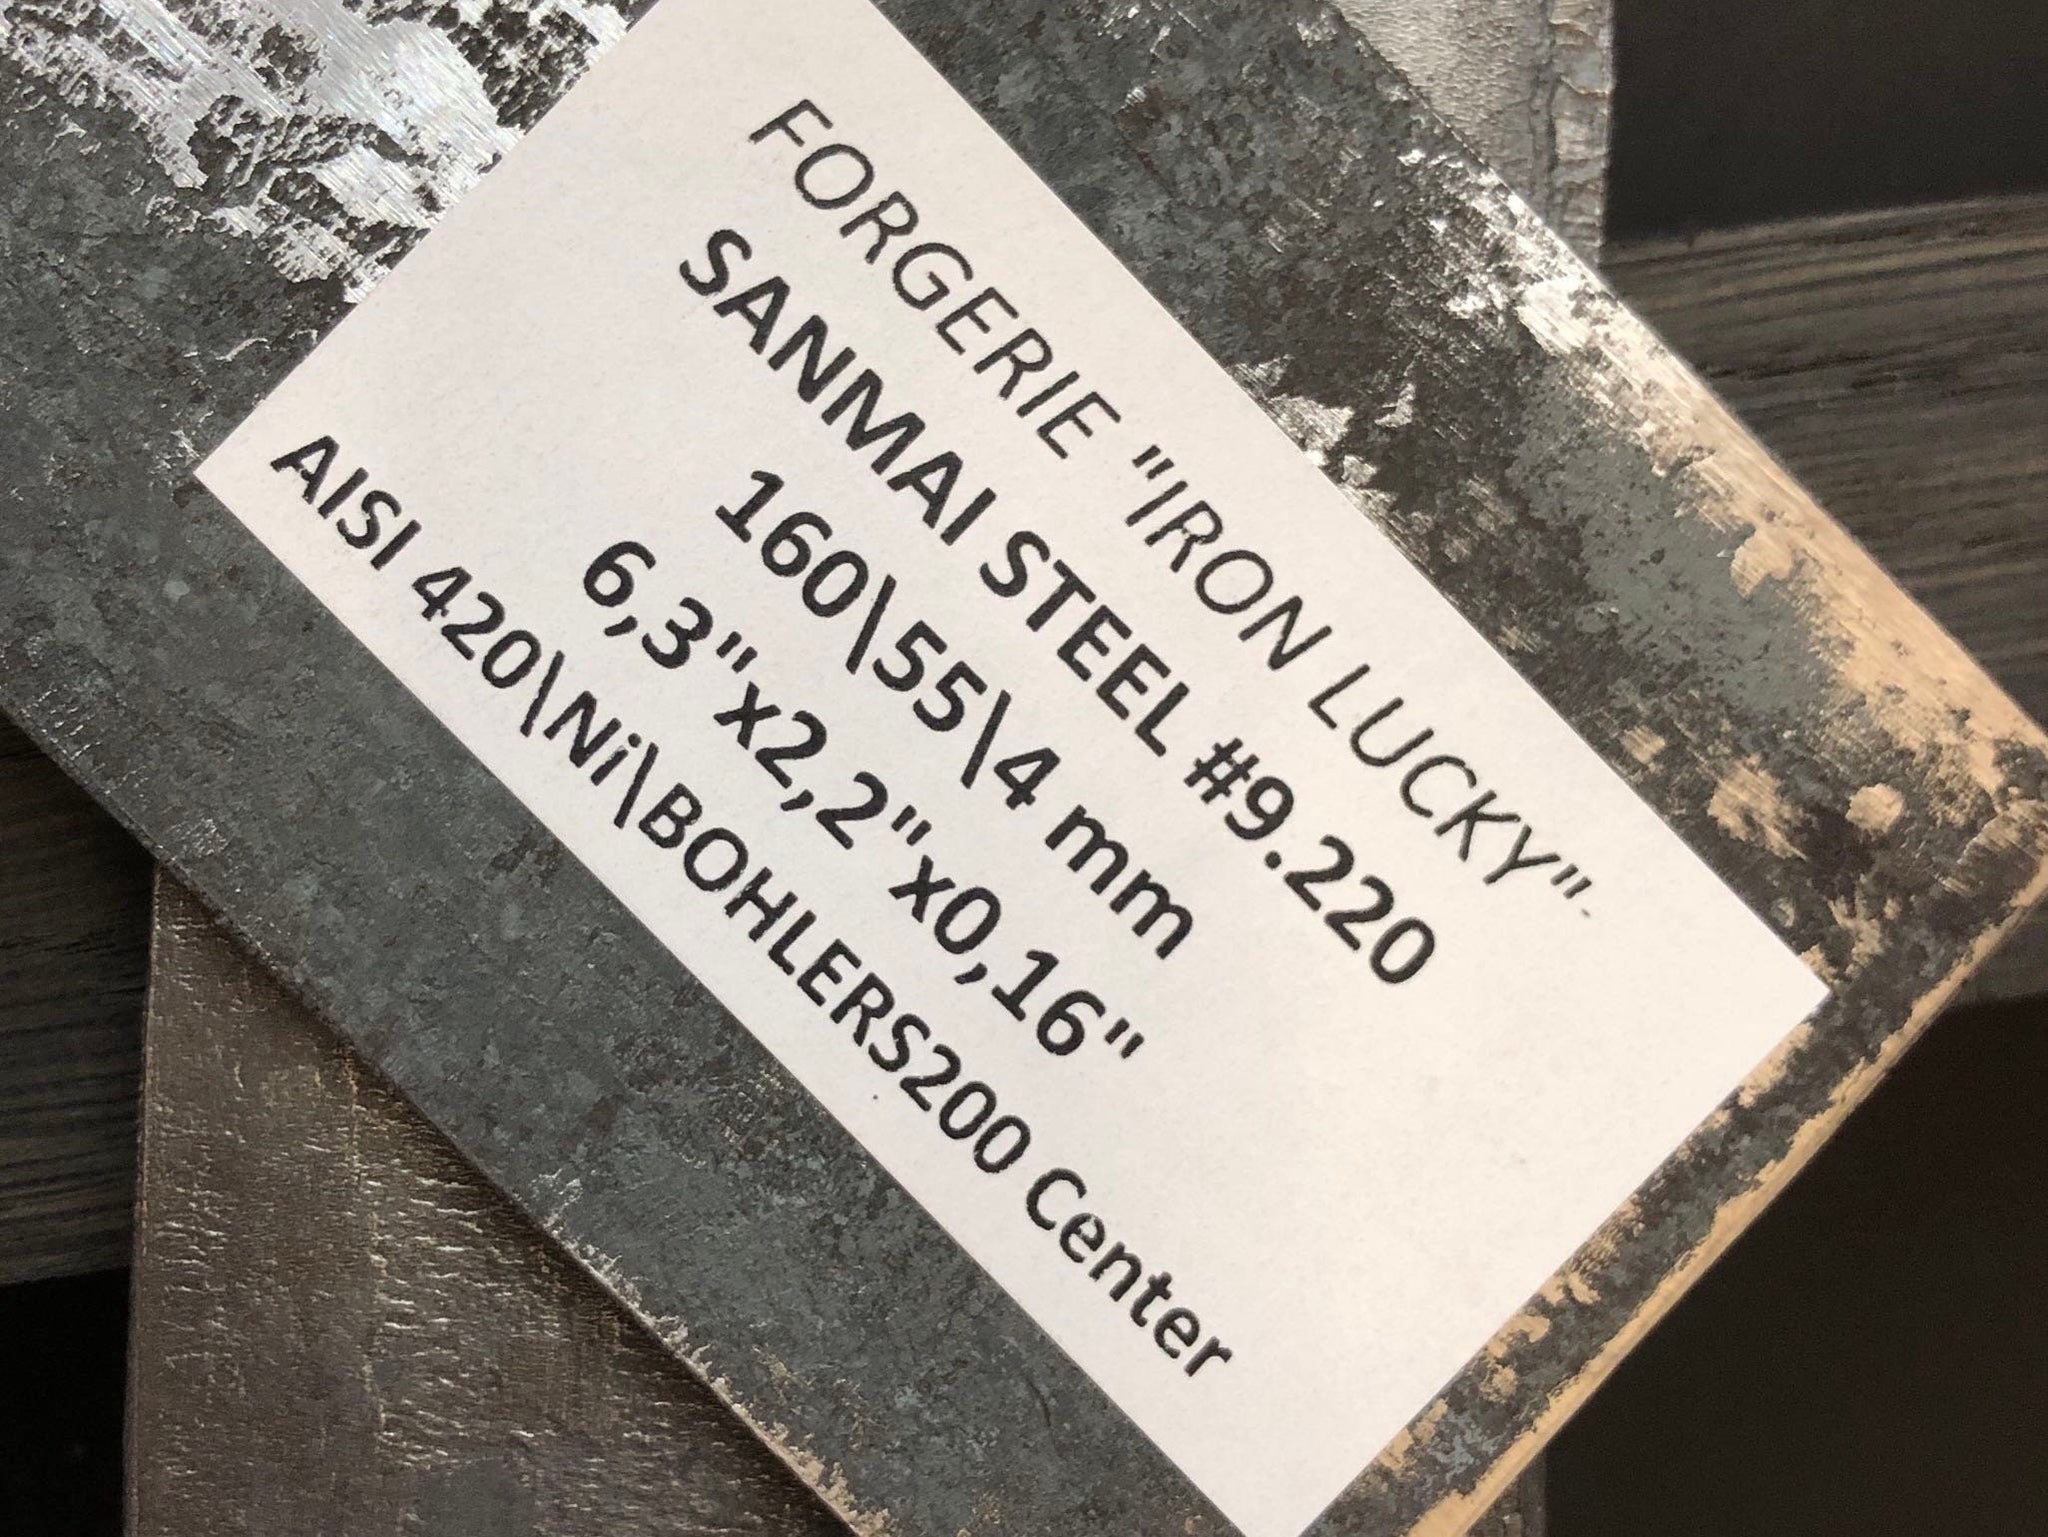 FORGERIE "IRON LUCKY"
SANMAI STEEL #9.220
160\55\4 mm
6,3"x2,2"x0,16"
AISI 420\Ni\BOHLERS200 Center